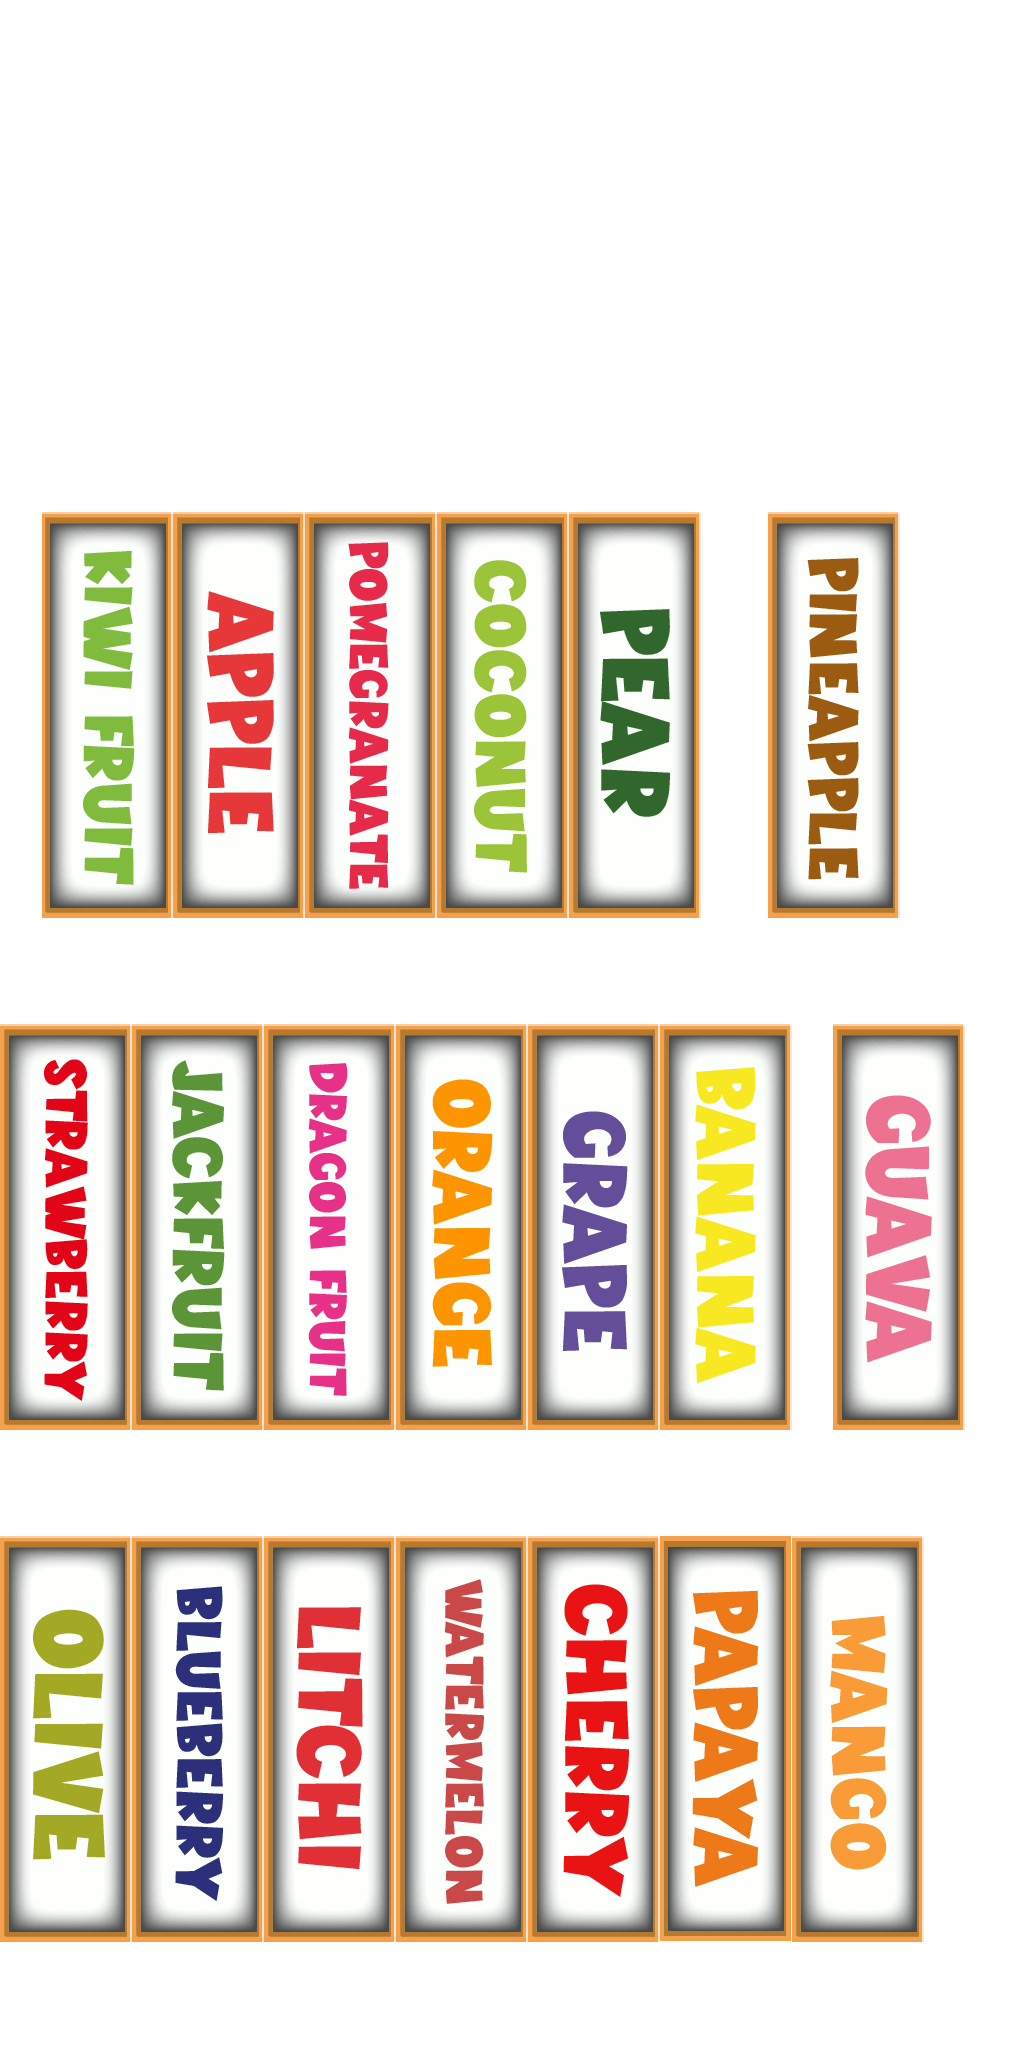 KIWI FRUIT
APPLE
POMEGRANATE
COCONUT
PEAR
PINEAPPLE
STRAWBERRY
JACKFRUIT
DRAGON FRUIT
ORANGE
GRAPE
BANANA
GUAVA
OLIVE
BLUEBERRY
LITCHI
WATERMELON
CHERRY
PAPAYA
MANGO